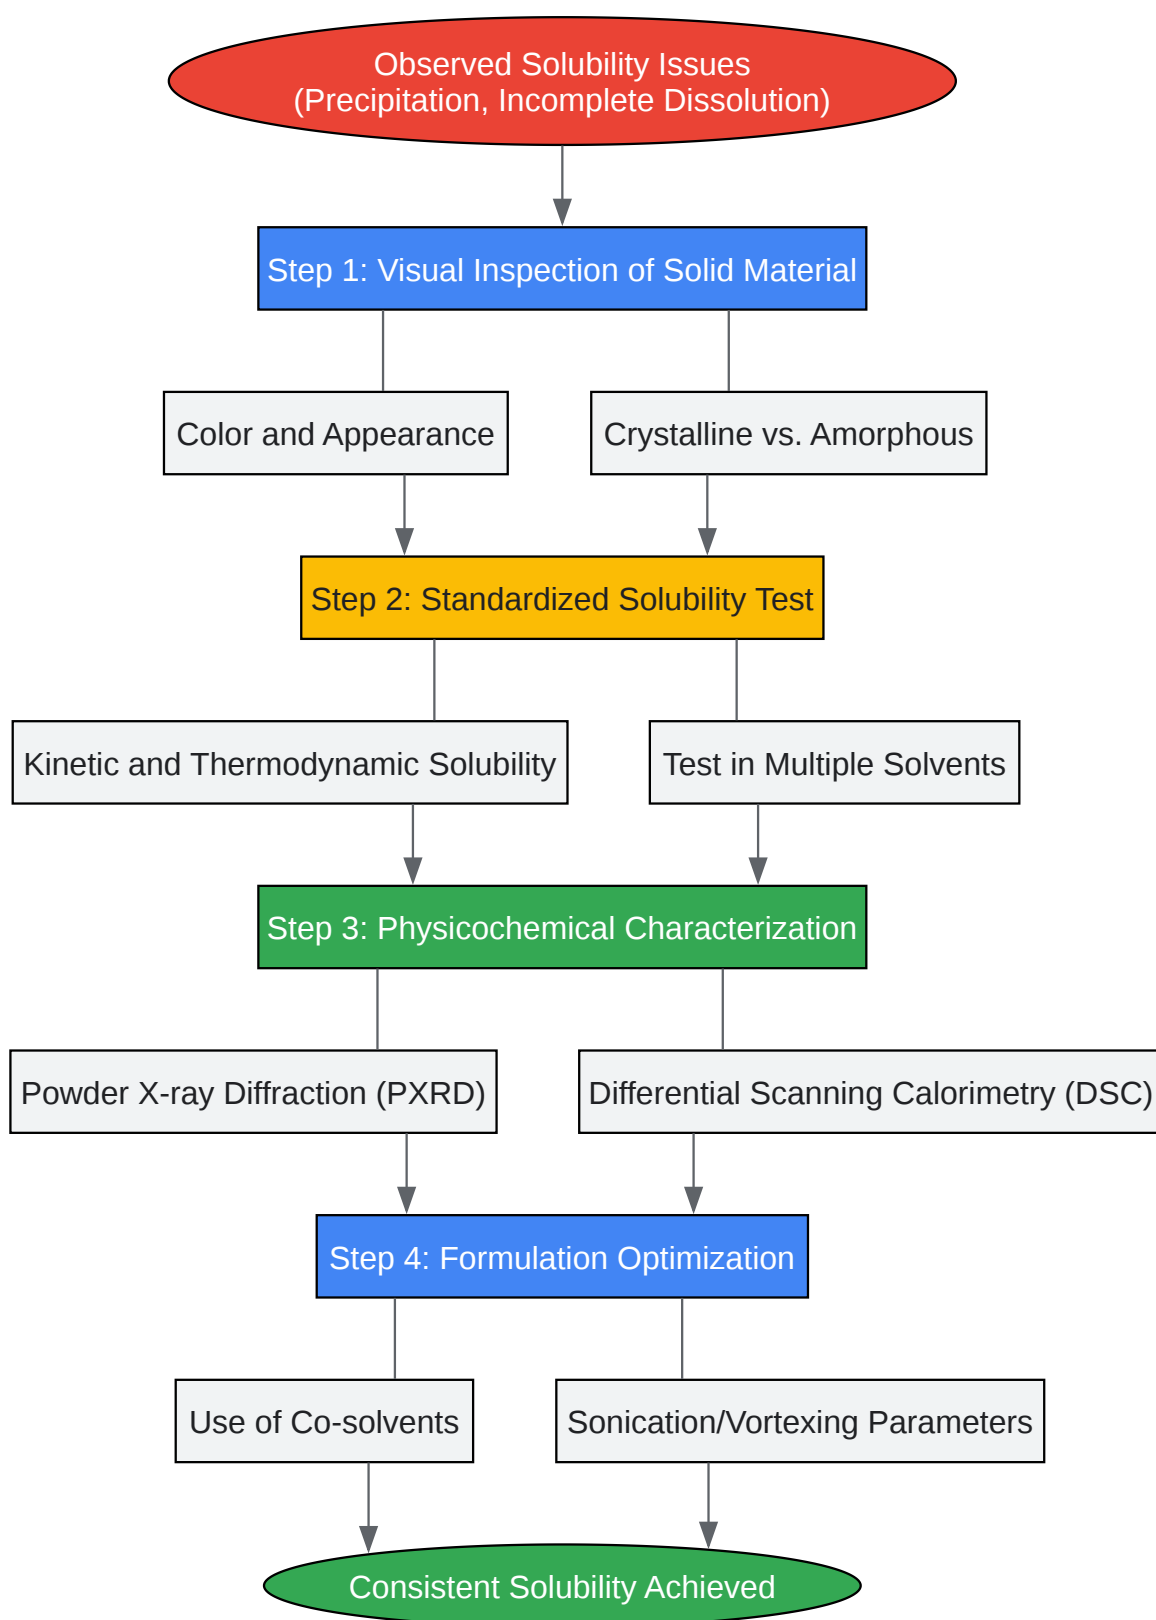 Observed Solubility Issues
(Precipitation, Incomplete Dissolution)
Step 1: Visual Inspection of Solid Material
Color and Appearance
Crystalline vs. Amorphous
Step 2: Standardized Solubility Test
Kinetic and Thermodynamic Solubility
Test in Multiple Solvents
Step 3: Physicochemical Characterization
Powder X-ray Diffraction (PXRD)
Differential Scanning Calorimetry (DSC)
Step 4: Formulation Optimization
Use of Co-solvents
Sonication/Vortexing Parameters
Consistent Solubility Achieved